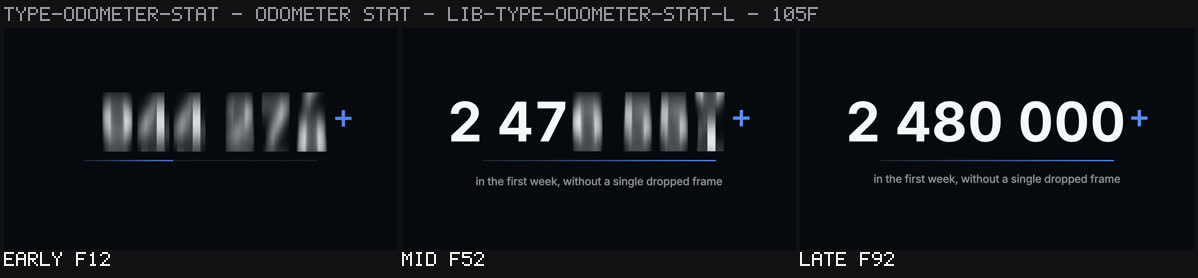 TYPE-ODOMETER-STAT — ODOMETER STAT — LIB-TYPE-ODOMETER-STAT-L — 105F
+
2 47 +
in the first week, without a single dropped frame
2 480 000+
in the first week, without a single dropped frame
EARLY F12
MID F52
LATE F92